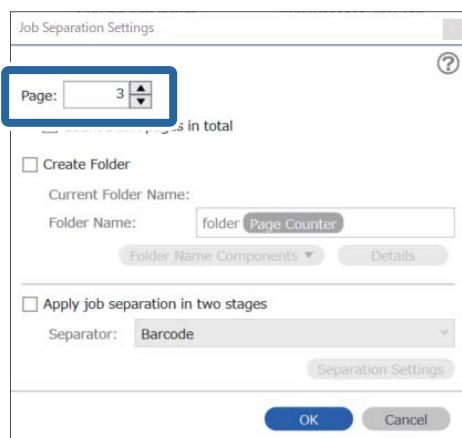 Job Separation Settings
Page: 3
pages in total
Create Folder
Current Folder Name:
Folder Name: folder Page Counter
Folder Name Components ▼ Details
Apply job separation in two stages
Separator: Barcode
Separation Settings
OK Cancel